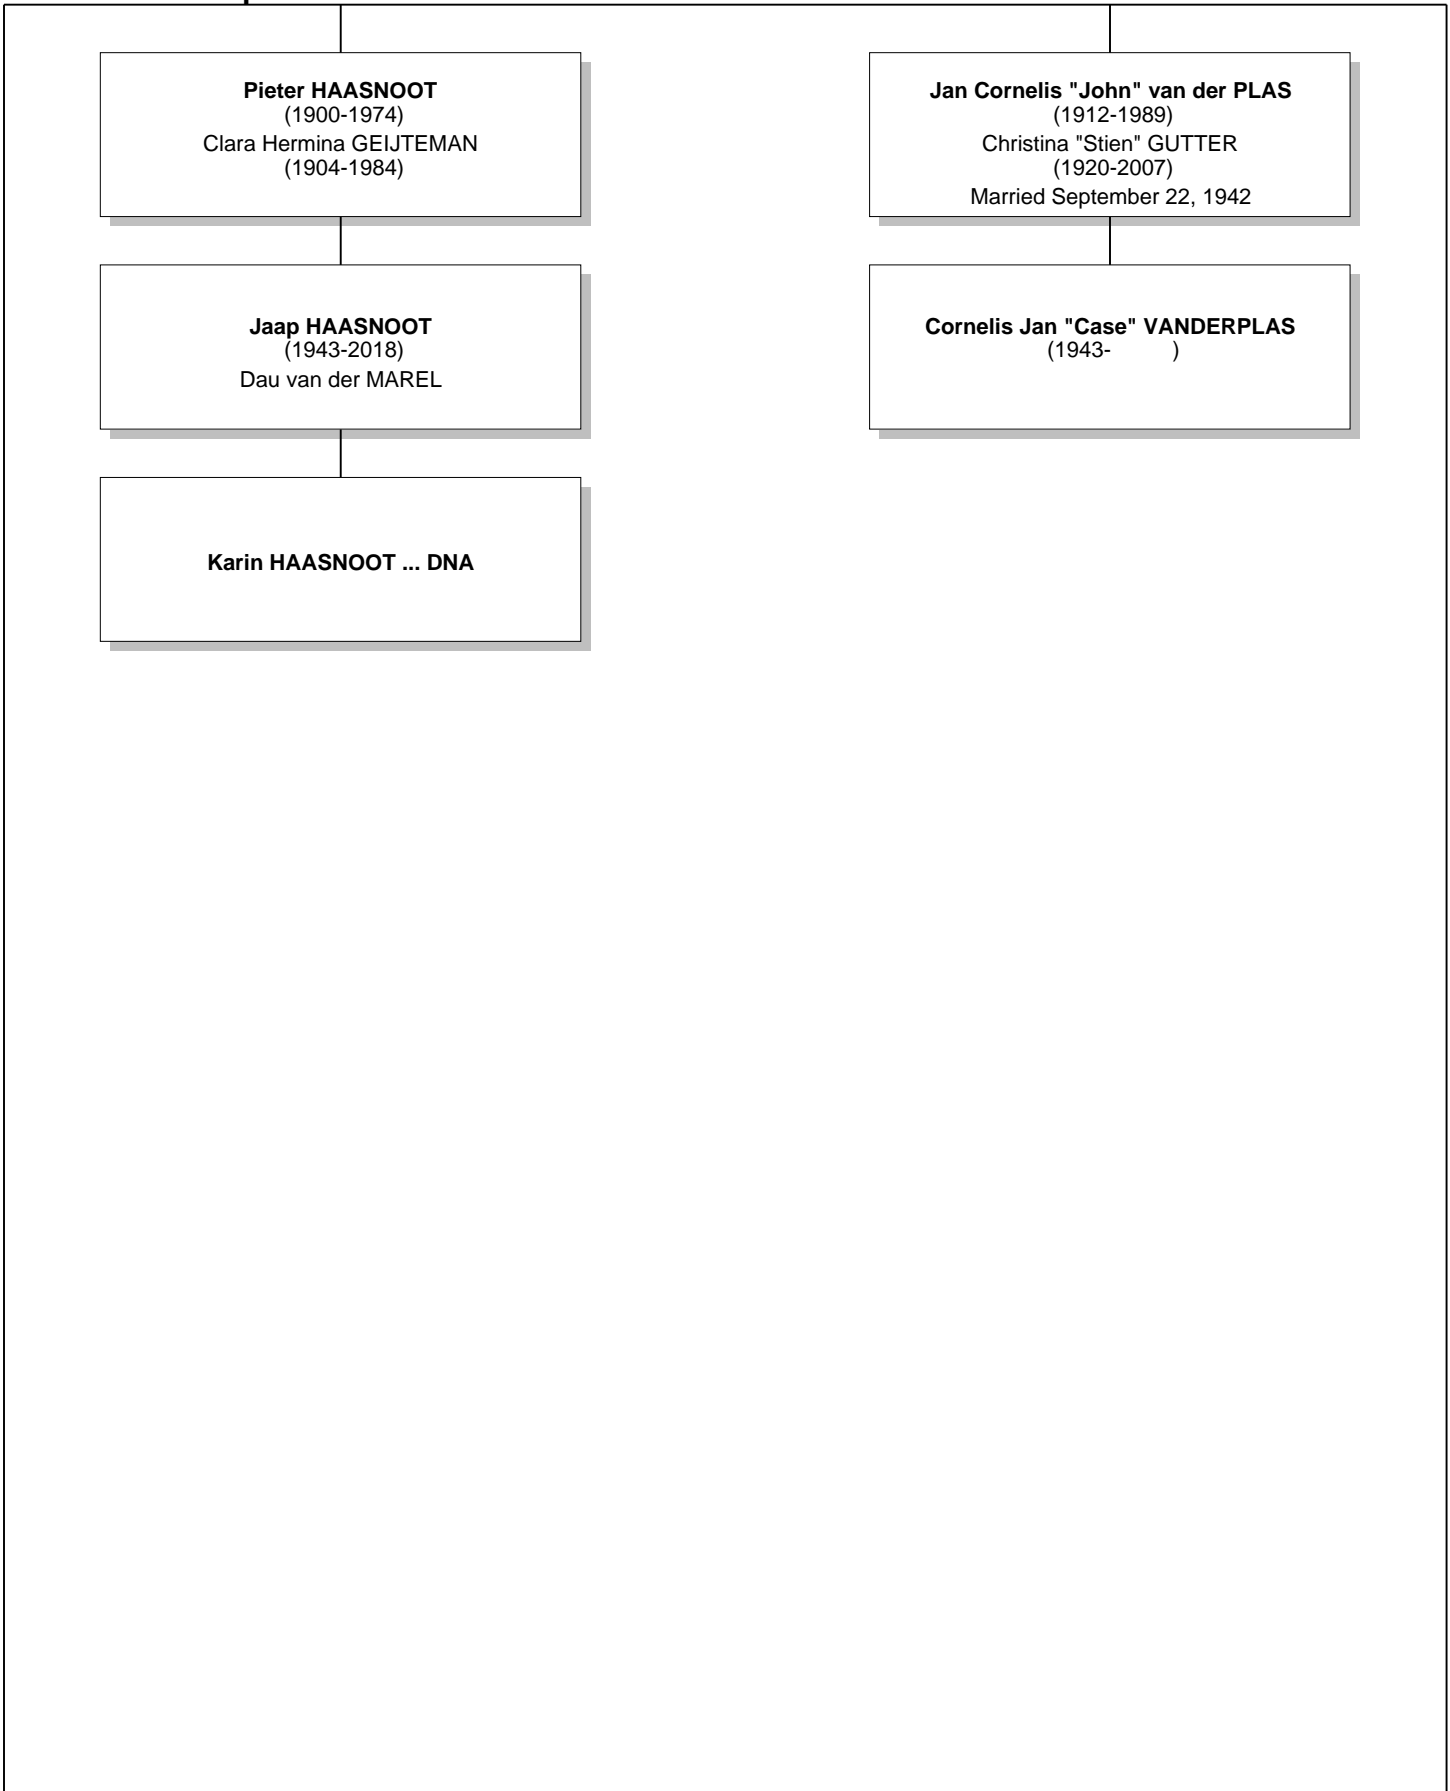 Pieter HAASNOOT
(1900-1974)
Clara Hermina GEIJTEMAN
(1904-1984)
Jan Cornelis "John" van der PLAS
(1912-1989)
Christina "Stien" GUTTER
(1920-2007)
Married September 22, 1942
Jaap HAASNOOT
(1943-2018)
Dau van der MAREL
Cornelis Jan "Case" VANDERPLAS
(1943- )
Karin HAASNOOT ... DNA